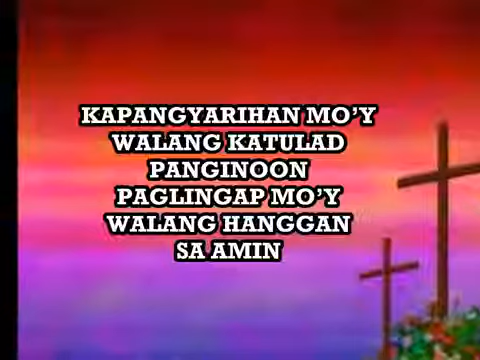 KAPANGYARIHAN MO’Y
WALANG KATULAD
PANGINOON
PAGLINGAP MO’Y
WALANG HANGGAN
SA AMIN